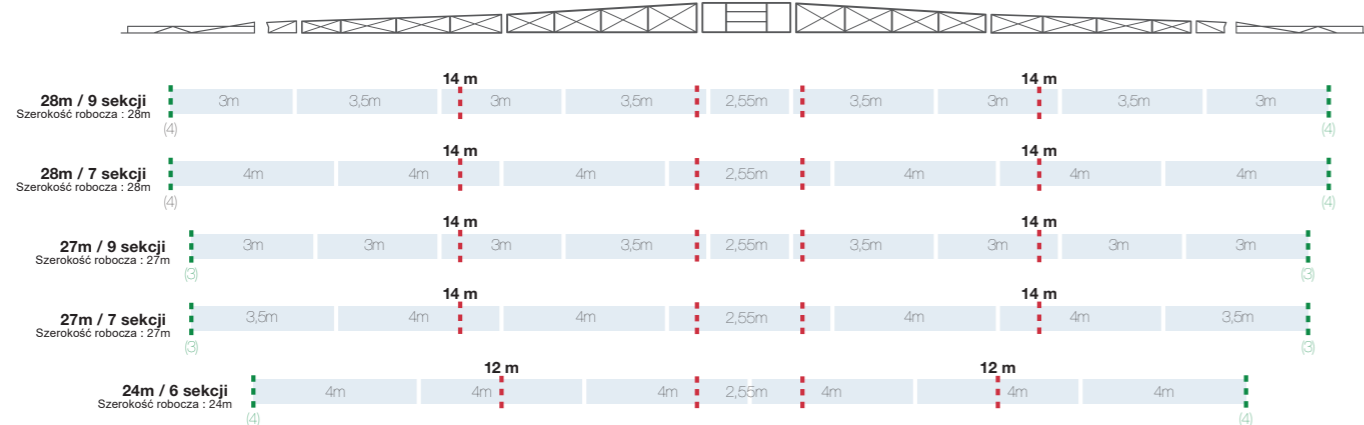 14 m 14 m
28m / 9 sekcji 3m 3,5m 3m 3,5m 2,55m 3,5m 3m 3,5m 3m
Szerokość robocza : 28m
(4) (4)
14 m 14 m
28m / 7 sekcji 4m 4m 4m 2,55m 4m 4m 4m
Szerokość robocza : 28m
(4) (4)
14 m 14 m
27m / 9 sekcji 3m 3m 3m 3,5m 2,55m 3,5m 3m 3m 3m
Szerokość robocza : 27m
(3) (3)
14 m 14 m
27m / 7 sekcji 3,5m 4m 4m 2,55m 4m 4m 3,5m
Szerokość robocza : 27m
(3) (3)
12 m 12 m
24m / 6 sekcji 4m 4m 4m 2,55m 4m 4m 4m
Szerokość robocza : 24m
(4) (4)